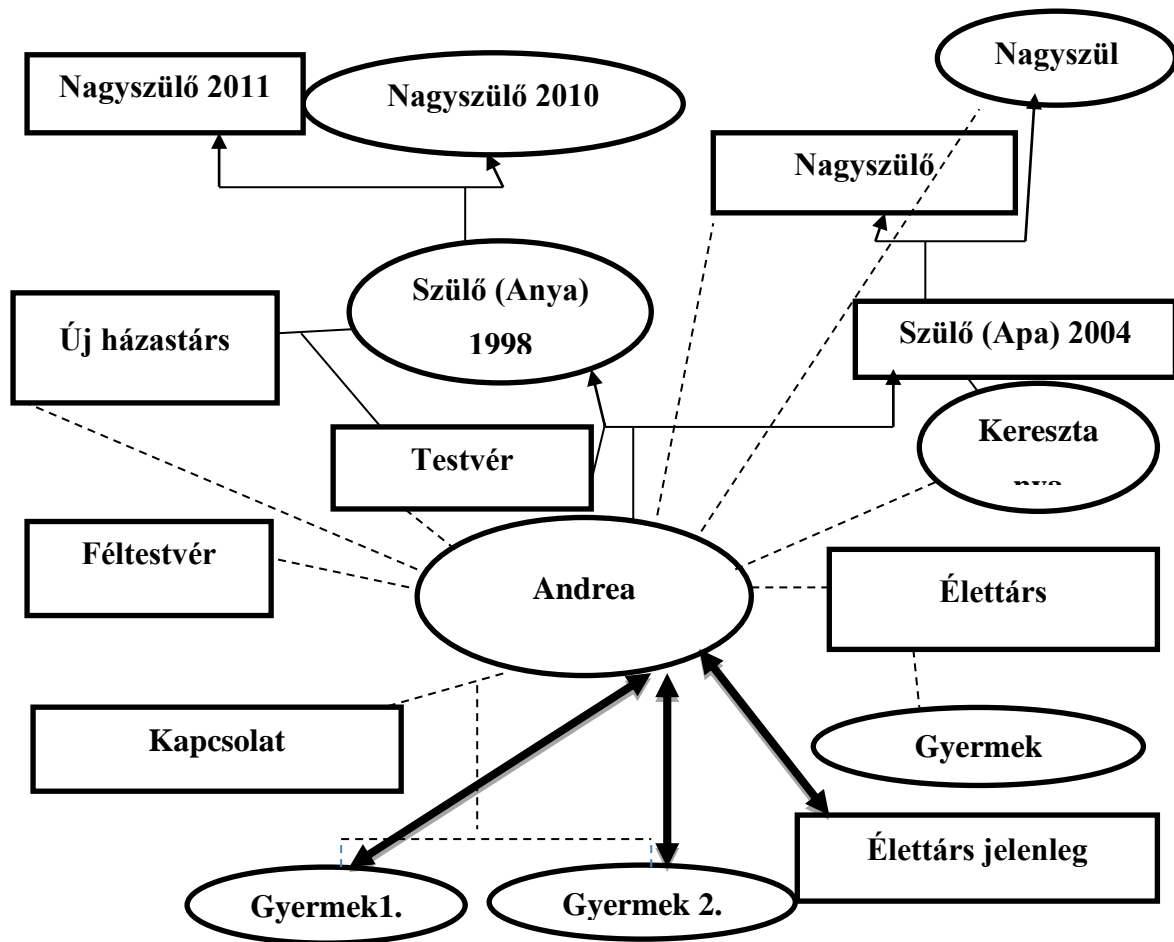 Nagyszül
Nagyszülő 2011
Nagyszülő 2010
Nagyszülő
Szülő (Anya)
1998
Új házastárs
Szülő (Apa) 2004
Kereszta
Testvér
Féltestvér
Andrea
Élettárs
Kapcsolat
Gyermek
Élettárs jelenleg
Gyermek1.
Gyermek 2.